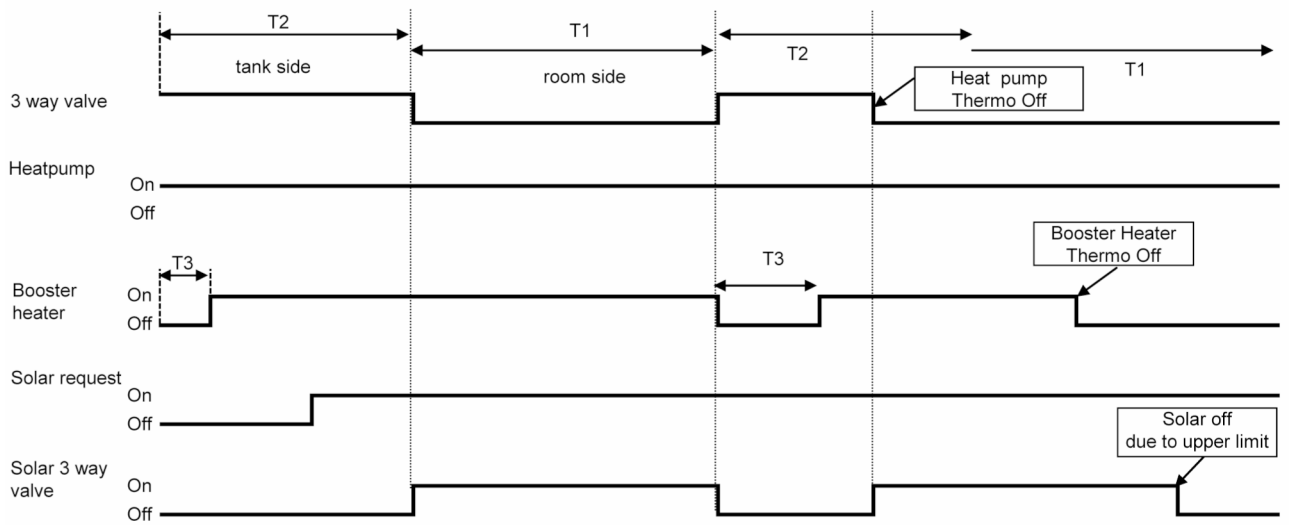 T2
T1
T2
T1
tank side
room side
Heat pump
Thermo Off
3 way valve
Heatpump
On
Off
Booster Heater
Thermo Off
T3
T3
Booster
heater
On
Off
Solar request
On
Off
Solar off
due to upper limit
Solar 3 way
valve
On
Off